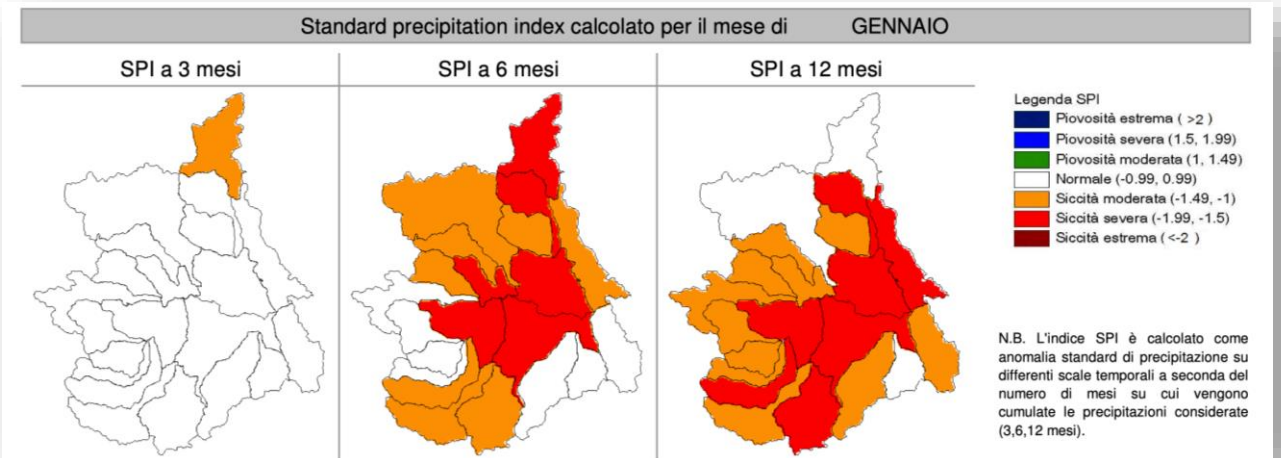 Standard precipitation index calcolato per il mese di GENNAIO
SPI a 3 mesi
SPI a 6 mesi
SPI a 12 mesi
Legenda SPI
Piovosità estrema ( >2 )
Piovosità severa (1.5, 1.99)
Piovosità moderata (1, 1.49)
Normale (-0.99, 0.99)
Siccità moderata (-1.49, -1)
Siccità severa (-1.99, -1.5)
Siccità estrema (<-2 )
N.B. L'indice SPI è calcolato come
anomalia standard di precipitazione su
differenti scale temporali a seconda del
numero di mesi su cui vengono
cumulate le precipitazioni considerate
(3,6,12 mesi).